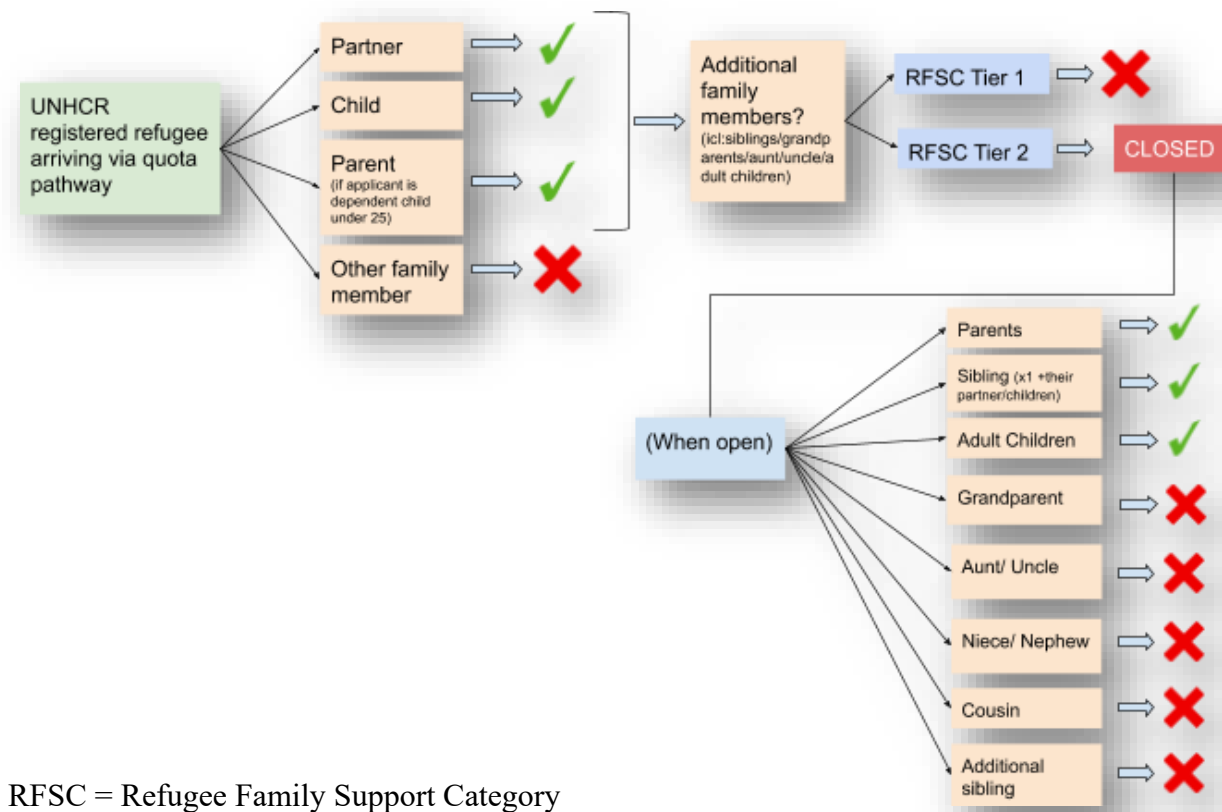 UNHCR
registered refugee
arriving via quota
pathway
Partner
Child
Parent
(if applicant is
dependent child
under 25)
Other family
member
Additional
family
members?
(icl:siblings/grandp
arents/aunt/uncle/a
dult children)
RFSC Tier 1
RFSC Tier 2
CLOSED
(When open)
Parents
Sibling (x1 +their
partner/children)
Adult Children
Grandparent
Aunt/ Uncle
Niece/ Nephew
Cousin
Additional
sibling
RFSC = Refugee Family Support Category